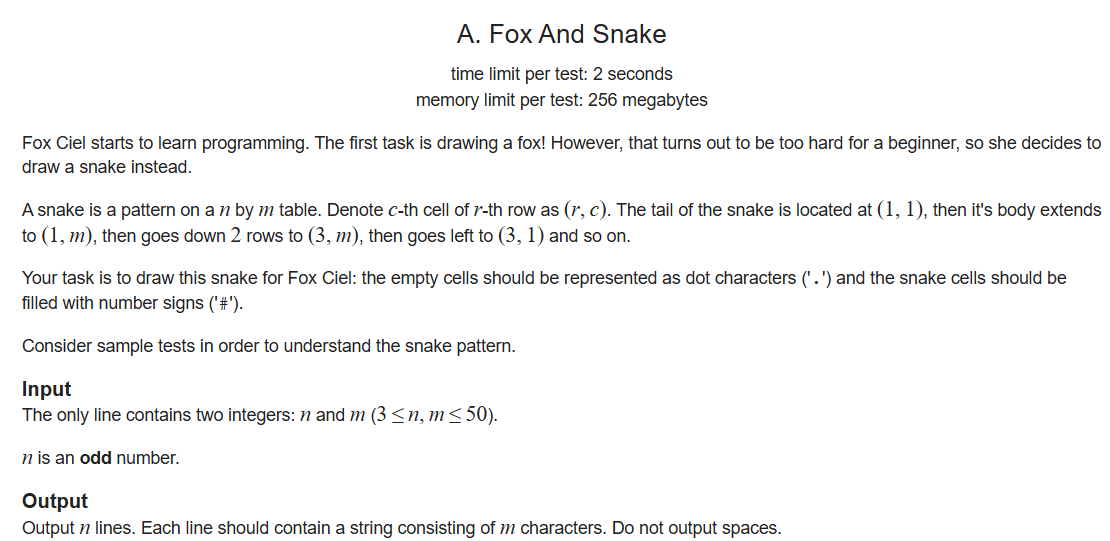 A. Fox And Snake
time limit per test: 2 seconds
memory limit per test: 256 megabytes
Fox Ciel starts to learn programming. The first task is drawing a fox! However, that turns out to be too hard for a beginner, so she decides to
draw a snake instead.
A snake is a pattern on a n by m table. Denote c-th cell of r-th row as (r, c). The tail of the snake is located at (1, 1), then it's body extends
to (1, m), then goes down 2 rows to (3, m), then goes left to (3, 1) and so on.
Your task is to draw this snake for Fox Ciel: the empty cells should be represented as dot characters ('.') and the snake cells should be
filled with number signs ('#').
Consider sample tests in order to understand the snake pattern.
Input
The only line contains two integers: n and m (3 ≤ n, m ≤ 50).
n is an odd number.
Output
Output n lines. Each line should contain a string consisting of m characters. Do not output spaces.